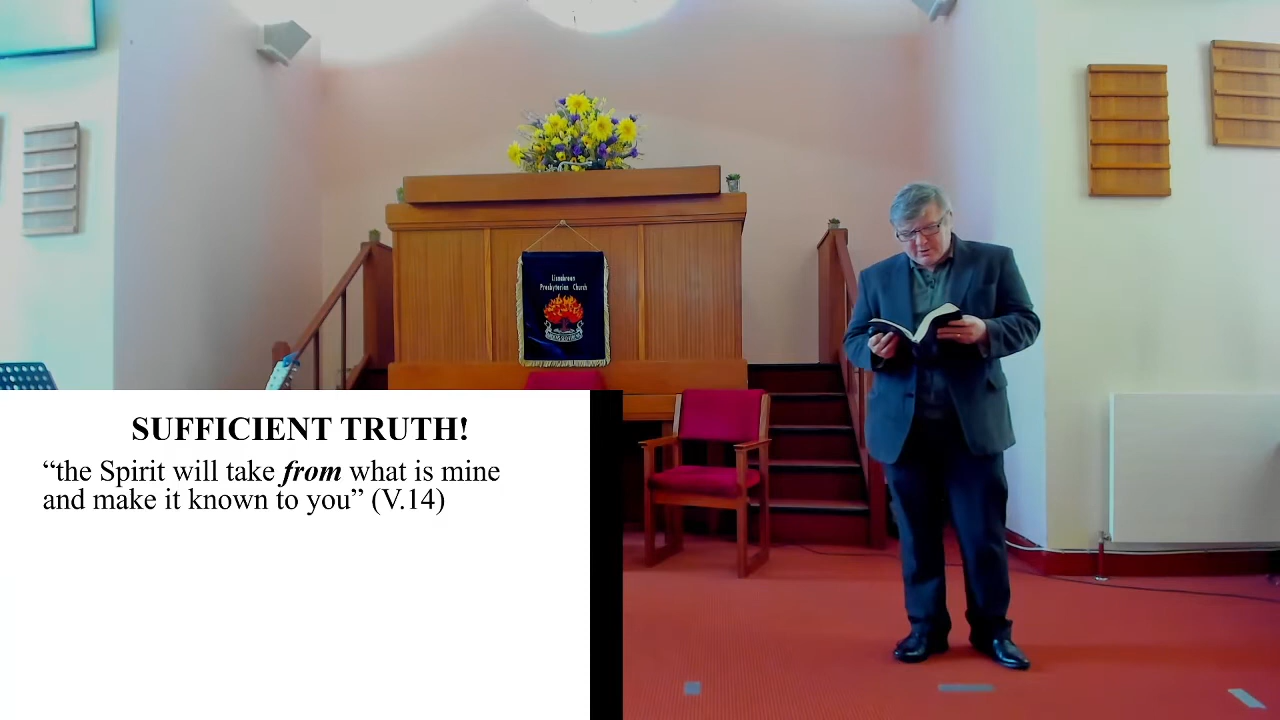 Lisnabreen
Presbyterian Church
SUFFICIENT TRUTH!
“the Spirit will take from what is mine
and make it known to you” (V.14)